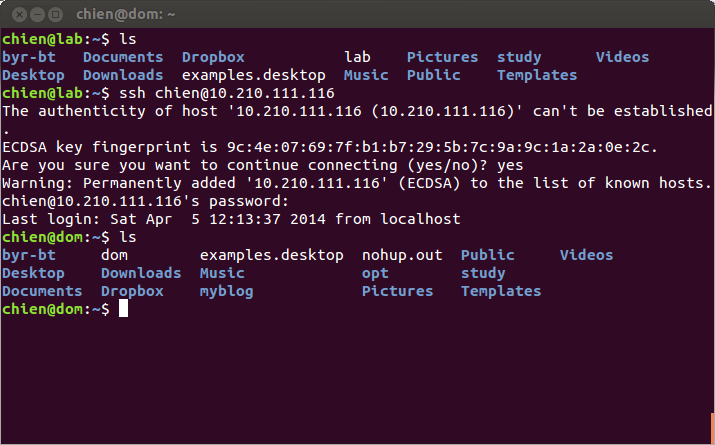 chien@dom: ~
chien@lab:~$ ls
byr-bt   Documents  Dropbox           lab    Pictures  study      Videos
Desktop  Downloads  examples.desktop  Music  Public    Templates
chien@lab:~$ ssh chien@10.210.111.116
The authenticity of host '10.210.111.116 (10.210.111.116)' can't be established
.
ECDSA key fingerprint is 9c:4e:07:69:7f:b1:b7:29:5b:7c:9a:9c:1a:2a:0e:2c.
Are you sure you want to continue connecting (yes/no)? yes
Warning: Permanently added '10.210.111.116' (ECDSA) to the list of known hosts.
chien@10.210.111.116's password:
Last login: Sat Apr  5 12:13:37 2014 from localhost
chien@dom:~$ ls
byr-bt     dom        examples.desktop  nohup.out  Public     Videos
Desktop    Downloads  Music             opt        study
Documents  Dropbox    myblog            Pictures   Templates
chien@dom:~$